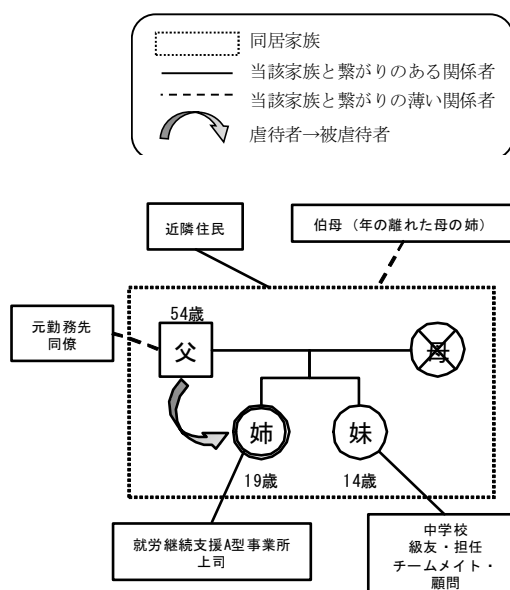 同居家族
当該家族と繋がりのある関係者
当該家族と繋がりの薄い関係者
虐待者→被虐待者
近隣住民
伯母（年の離れた母の姉）
元勤務先
同僚
54歳
父
母
姉
妹
19歳
14歳
就労継続支援A型事業所
上司
中学校
級友・担任
チームメイト・
顧問